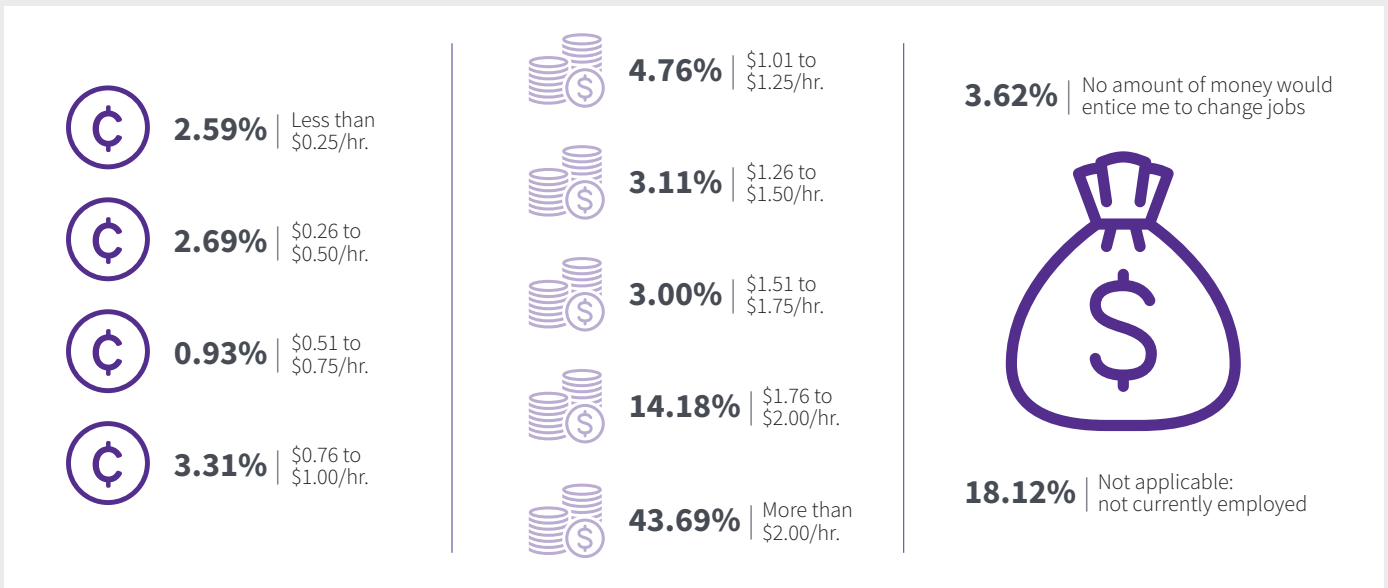 2.59% Less than
$0.25/hr.
2.69% $0.26 to
$0.50/hr.
0.93% $0.51 to
$0.75/hr.
3.31% $0.76 to
$1.00/hr.
4.76% $1.01 to
$1.25/hr.
3.11% $1.26 to
$1.50/hr.
3.00% $1.51 to
$1.75/hr.
14.18% $1.76 to
$2.00/hr.
43.69% More than
$2.00/hr.
3.62% No amount of money would
entice me to change jobs
18.12% Not applicable:
not currently employed